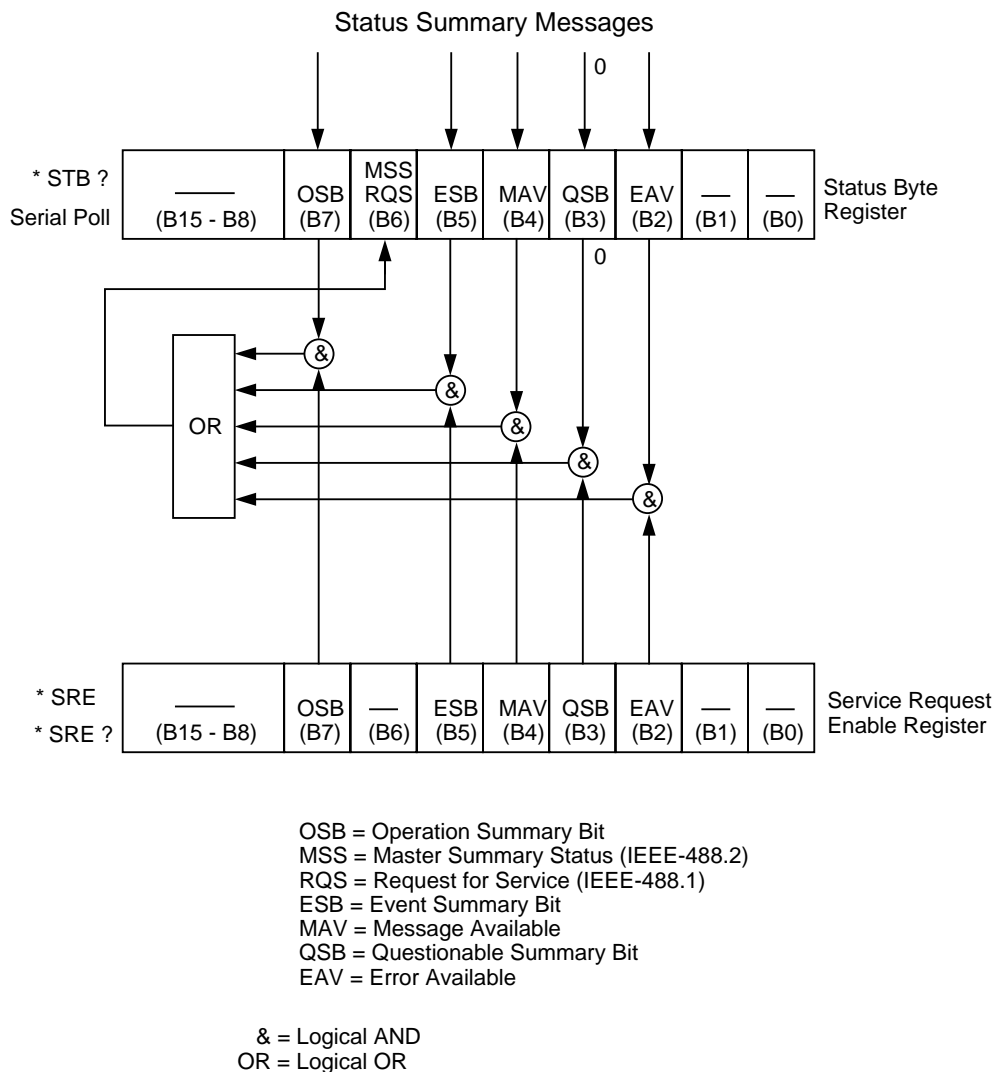 Status Summary Messages
0
* STB ?
Serial Poll
(B15 - B8)
OSB
(B7)
MSS
RQS
(B6)
ESB
(B5)
MAV
(B4)
QSB
(B3)
EAV
(B2)
(B1)
(B0)
Status Byte
Register
0
&
&
OR
&
&
&
* SRE
* SRE ?
(B15 - B8)
OSB
(B7)
(B6)
ESB
(B5)
MAV
(B4)
QSB
(B3)
EAV
(B2)
(B1)
(B0)
Service Request
Enable Register
OSB = Operation Summary Bit
MSS = Master Summary Status (IEEE-488.2)
RQS = Request for Service (IEEE-488.1)
ESB = Event Summary Bit
MAV = Message Available
QSB = Questionable Summary Bit
EAV = Error Available
& = Logical AND
OR = Logical OR